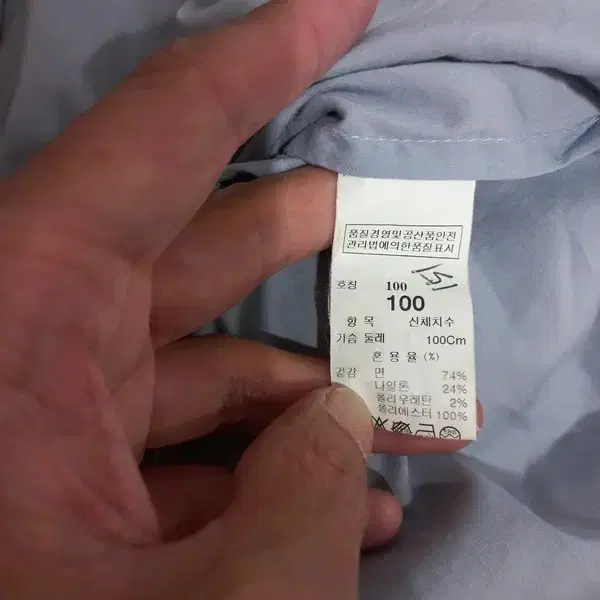 품질경영및공산품안전
관리법에의한품질표시
151
호칭 100
100
항 목 신체치수
가슴 둘레 100Cm
혼 용 율 (%)
겉감 면 74%
나일론 24%
폴리우레탄 2%
폴리에스터 100%